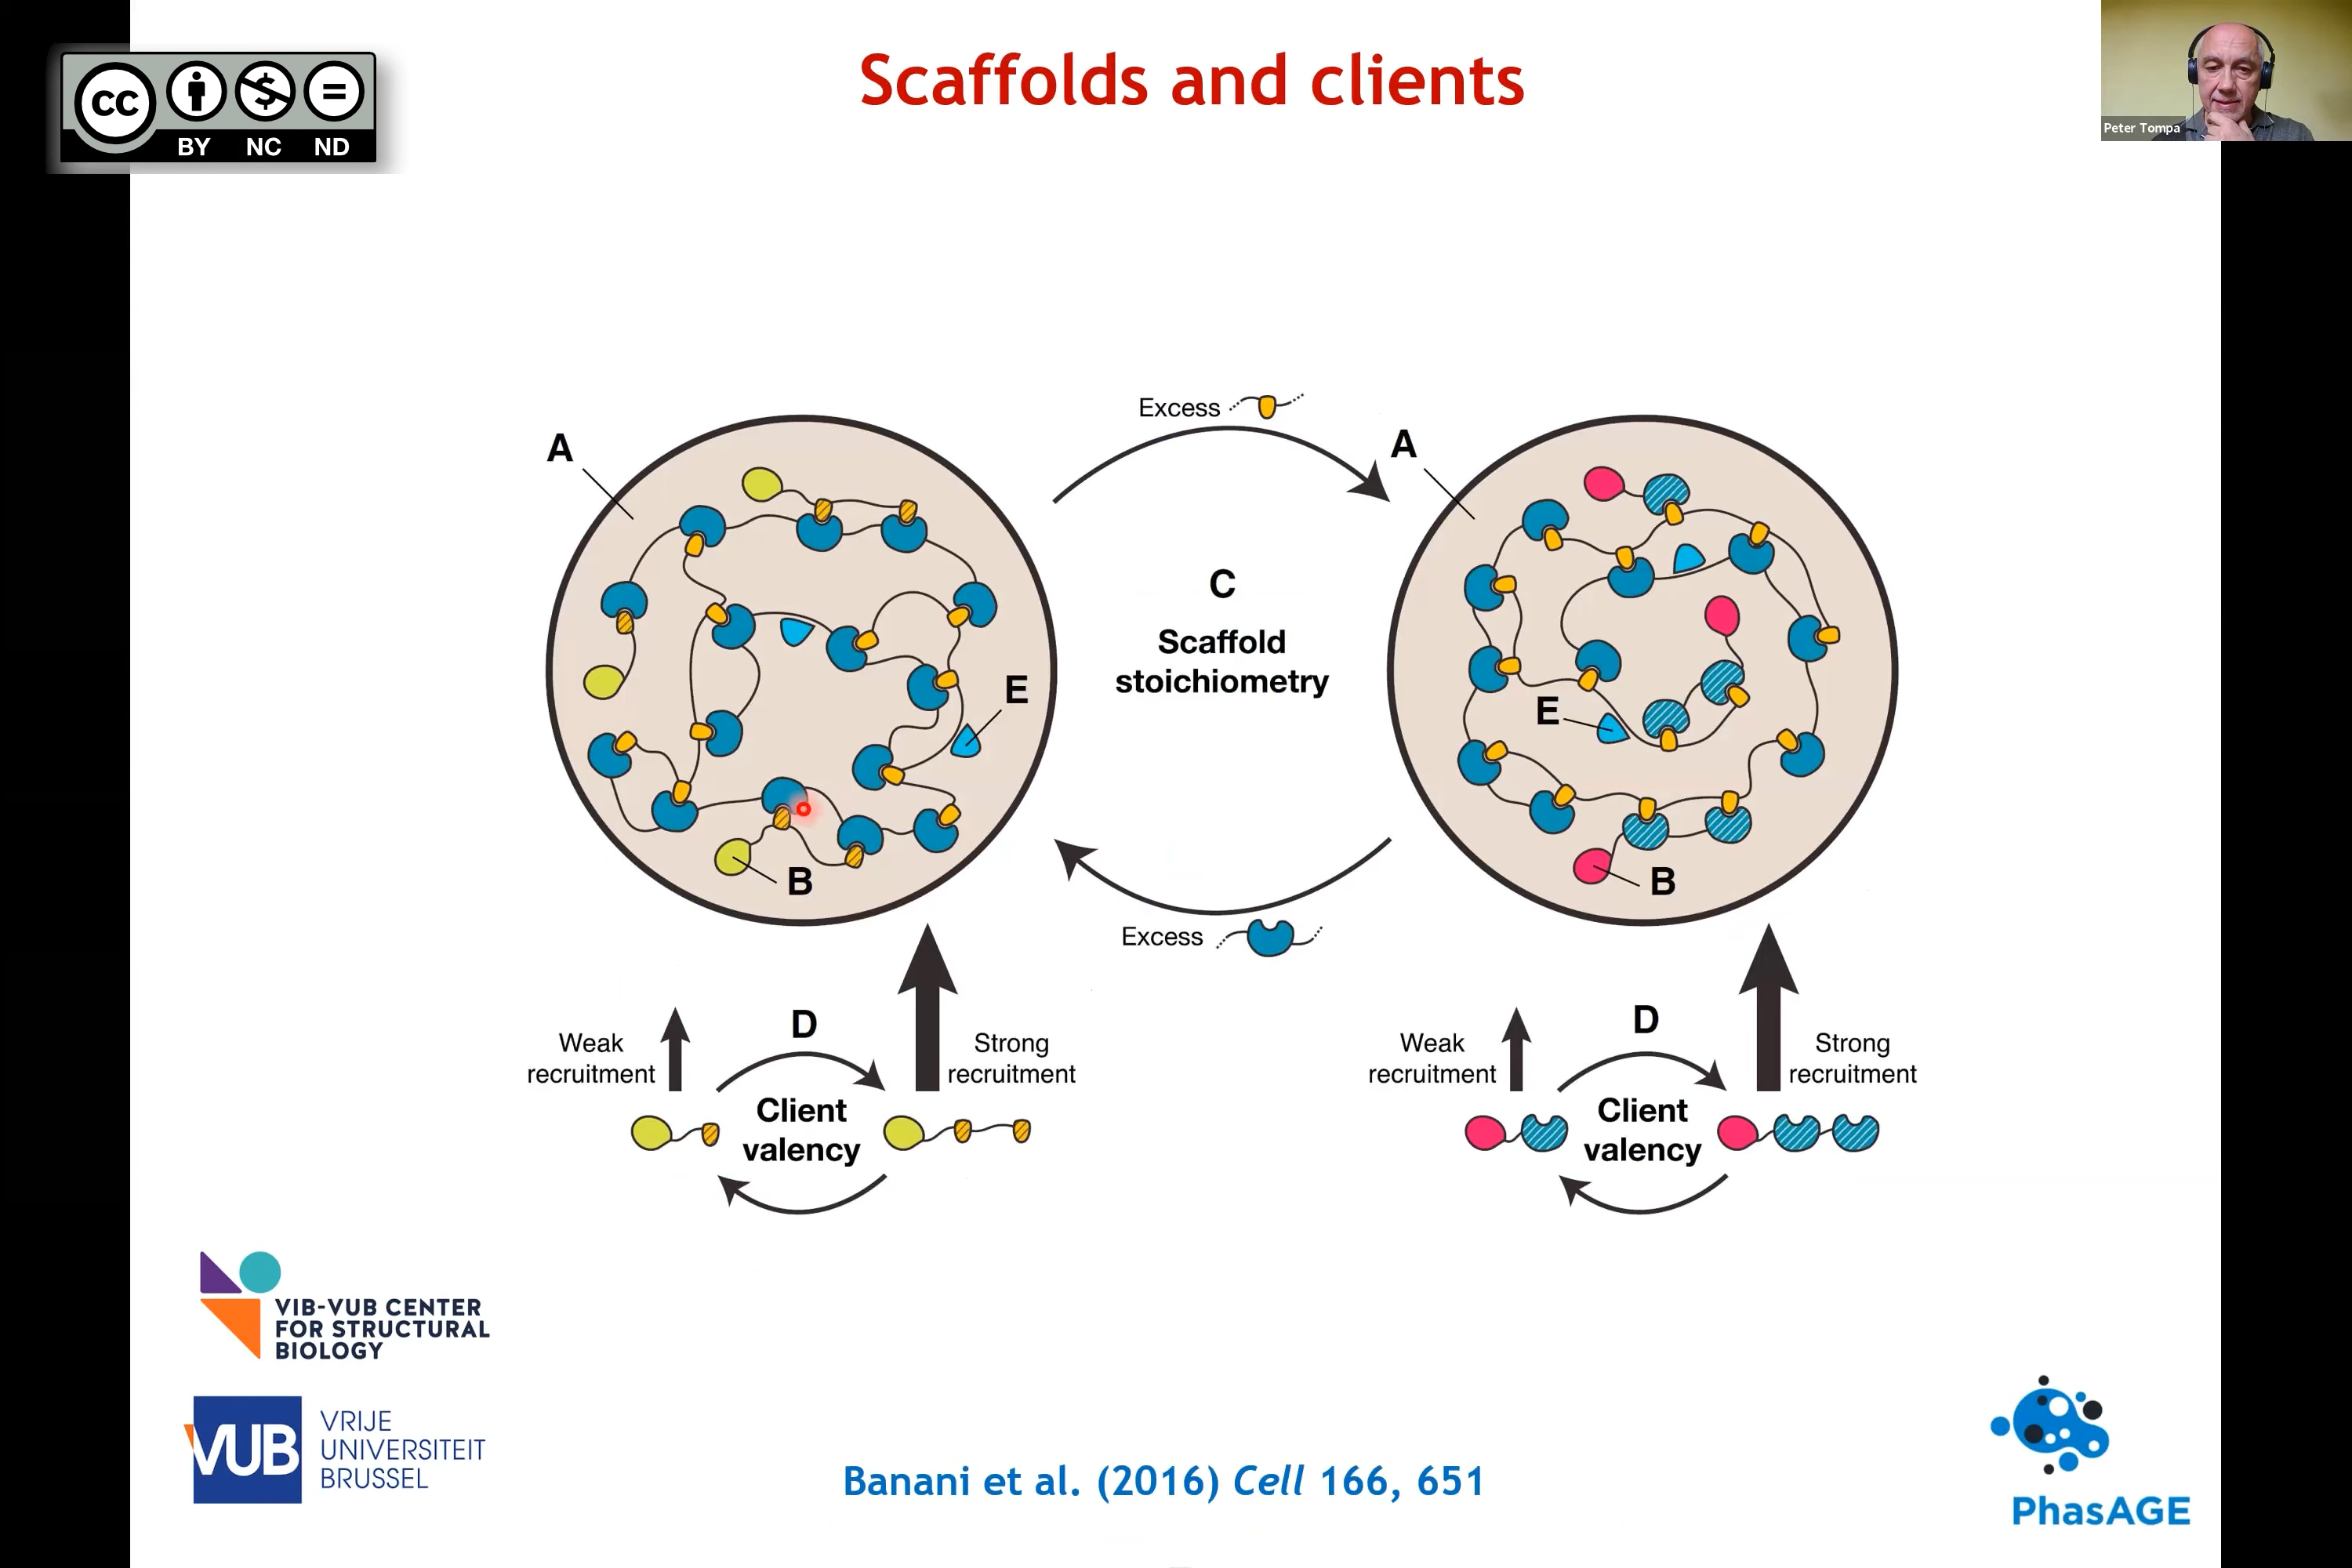 Scaffolds and clients
cc
BY NC ND
Peter Tompa
Excess
A
A
C
Scaffold
stoichiometry
E
E
B
B
Excess
Weak
recruitment
D
Strong
recruitment
Client
valency
Weak
recruitment
D
Strong
recruitment
Client
valency
VIB-VUB CENTER
FOR STRUCTURAL
BIOLOGY
VUB
VRIJE
UNIVERSITEIT
BRUSSEL
Banani et al. (2016) Cell 166, 651
PhasAGE